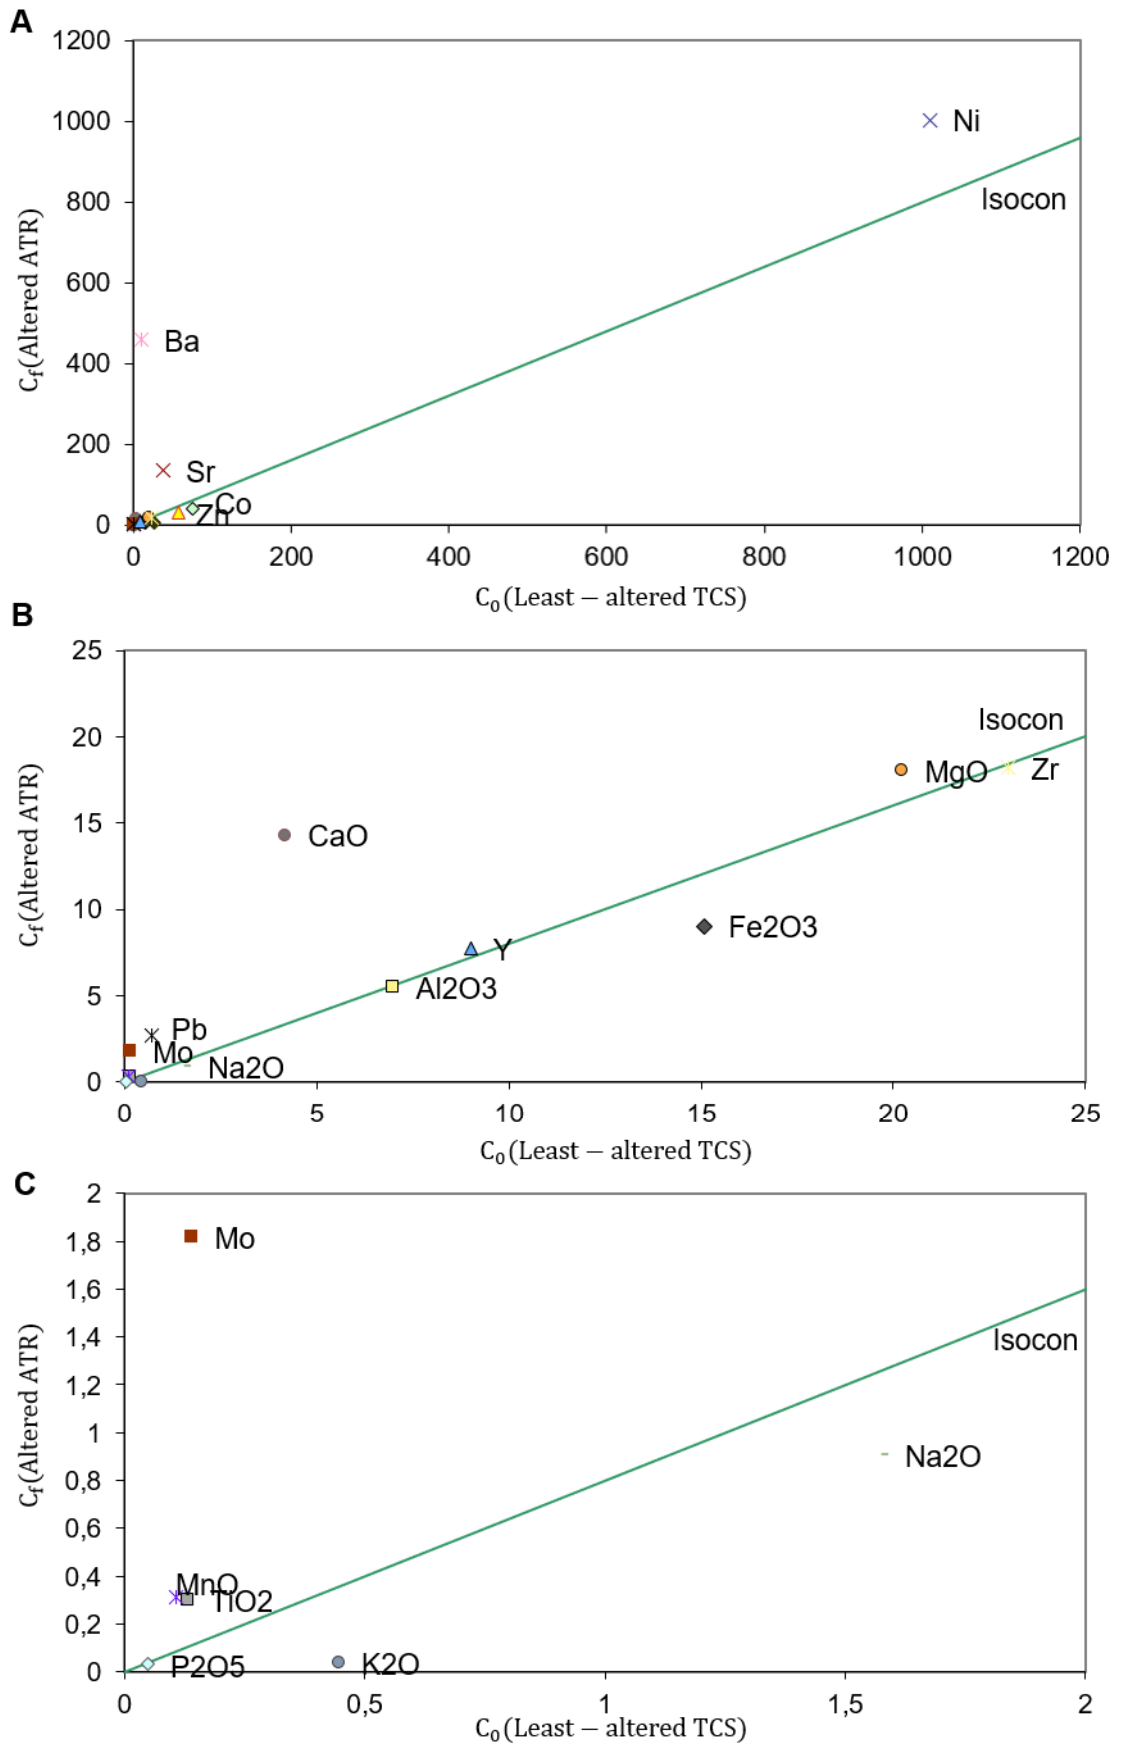 A
1200
1000
800
600
400
200
0
Cf(Altered ATR)
Ni
Isocon
Ba
Sr
Co
Zn
0 200 400 600 800 1000 1200
C₀(Least − altered TCS)
B
25
20
15
10
5
0
Cf(Altered ATR)
Isocon
MgO
Zr
CaO
Fe2O3
Y
Al2O3
Pb
Mo
Na2O
0 5 10 15 20 25
C₀(Least − altered TCS)
C
2
1,8
1,6
1,4
1,2
1
0,8
0,6
0,4
0,2
0
Cf(Altered ATR)
Mo
Isocon
Na2O
MnO
TiO2
P2O5
K2O
0 0,5 1 1,5 2
C₀(Least − altered TCS)